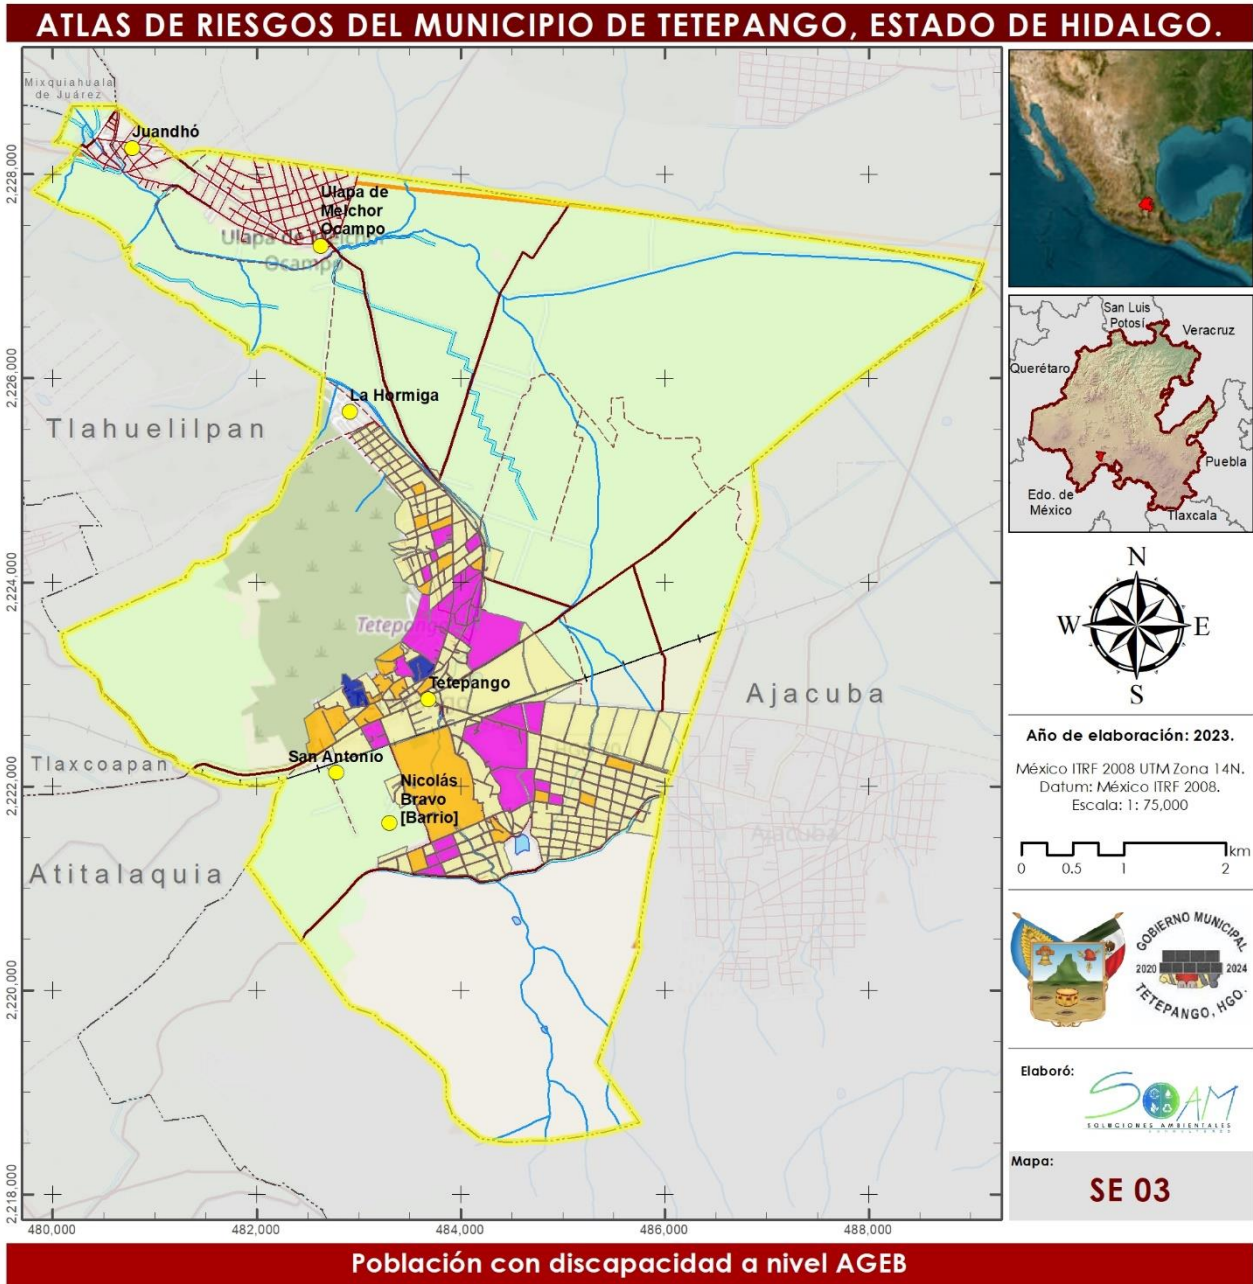 ATLAS DE RIESGOS DEL MUNICIPIO DE TETEPANGO, ESTADO DE HIDALGO.
Mixquiahuala
de Juárez
Juandhó
Ulapa de
Melchor
Ocampo
Ulapa de Melchor
Ocampo
La Hormiga
Tlahuelilpan
Tetepango
Tetepango
Ajacuba
San Antonio
Tlaxcoapan
Nicolás
Bravo
[Barrio]
Ajacuba
Atitalaquia
2,228,000
2,226,000
2,224,000
2,222,000
2,220,000
2,218,000
480,000
482,000
484,000
486,000
488,000
San Luis
Potosí
Veracruz
Querétaro
Puebla
Edo. de
México
Tlaxcala
N
W
E
S
Año de elaboración: 2023.
México ITRF 2008 UTM Zona 14N.
Datum: México ITRF 2008.
Escala: 1: 75,000
km
0 0.5 1 2
GOBIERNO MUNICIPAL
2020 2024
TETEPANGO, HGO.
Elaboró:
SOAM
SOLUCIONES AMBIENTALES
Mapa:
SE 03
Población con discapacidad a nivel AGEB